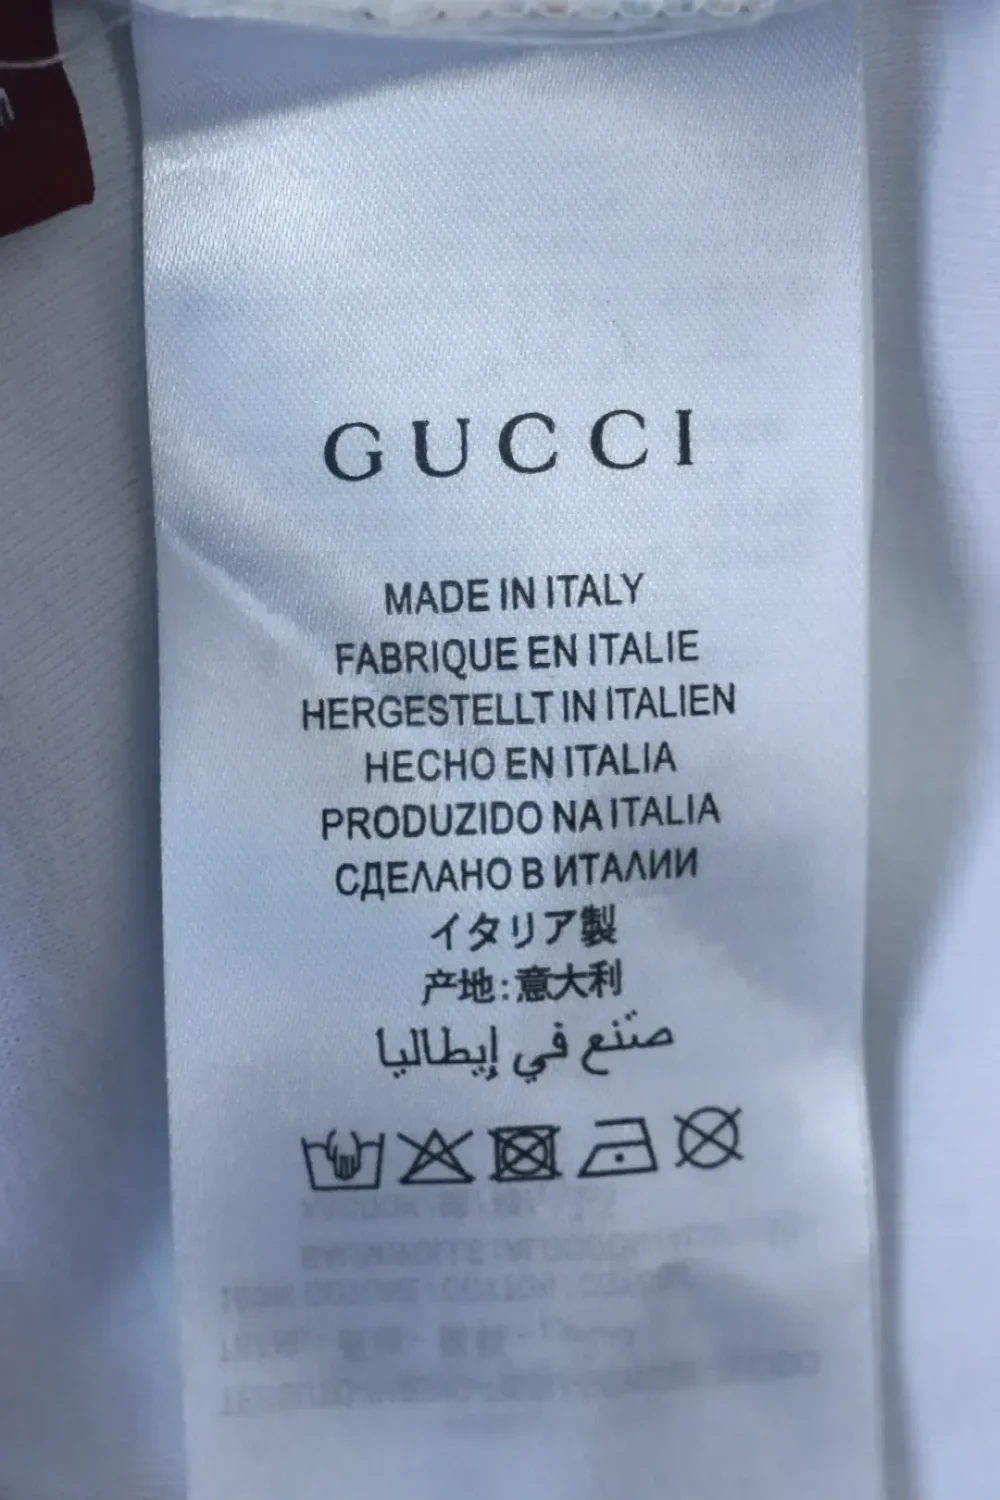 GUCCI
MADE IN ITALY
FABRIQUE EN ITALIE
HERGESTELLT IN ITALIEN
HECHO EN ITALIA
PRODUZIDO NA ITALIA
СДЕЛАНО В ИТАЛИИ
イタリア製
产地:意大利
صتنع في إيطاليا